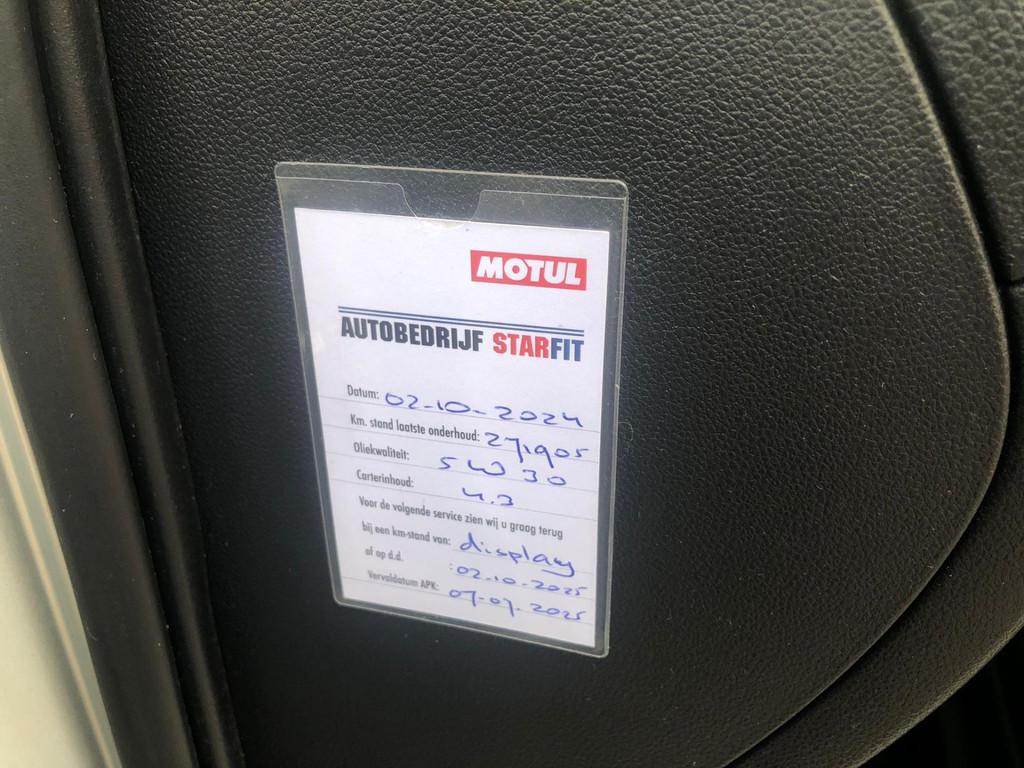 MOTUL
AUTOBEDRIJF STARFIT
Datum: 02-10-2024
Km. stand laatste onderhoud: 271905
Oliekwaliteit: 5W30
Carterinhoud: 4.3
Voor de volgende service zien wij u graag terug
bij een km-stand van: display
of op d.d. :02-10-2025
Vervaldatum APK: 07-07-2025